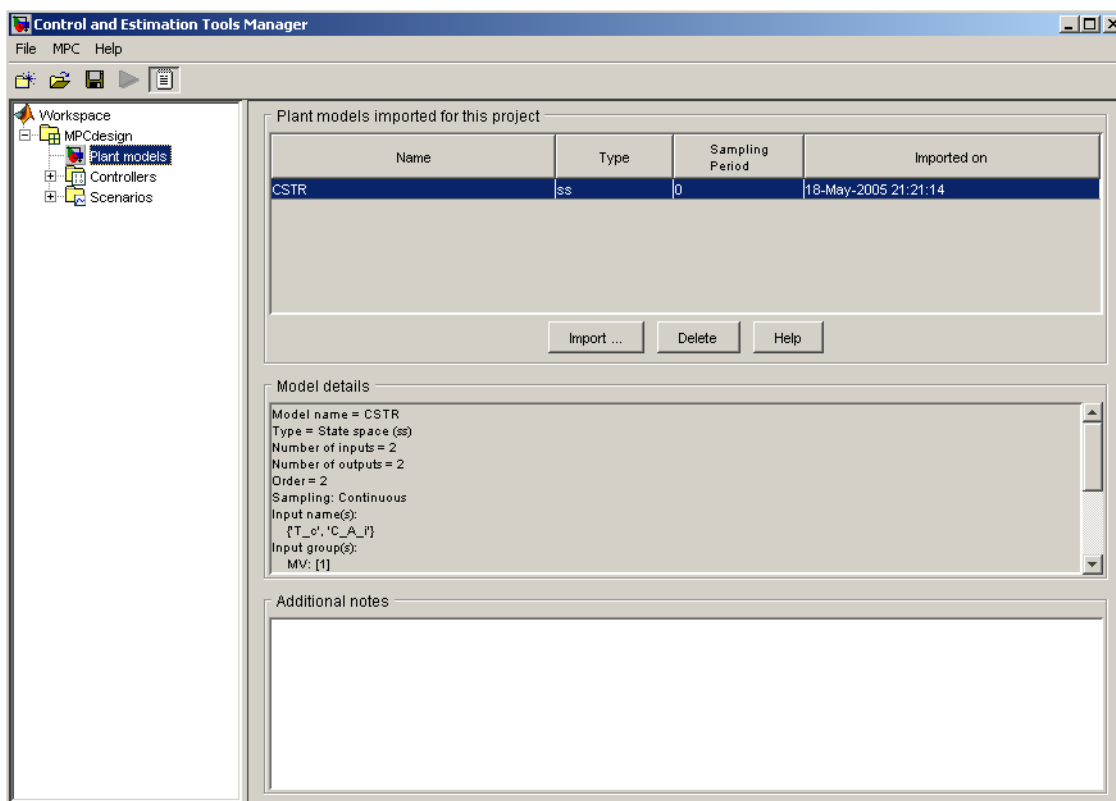 Control and Estimation Tools Manager
File MPC Help
Workspace
MPCdesign
Plant models
Controllers
Scenarios
Plant models imported for this project
Name Type Sampling Period Imported on
CSTR ss 0 18-May-2005 21:21:14
Import ... Delete Help
Model details
Model name = CSTR
Type = State space (ss)
Number of inputs = 2
Number of outputs = 2
Order = 2
Sampling: Continuous
Input name(s):
{'T_c', 'C_A_i'}
Input group(s):
MV: [1]
Additional notes